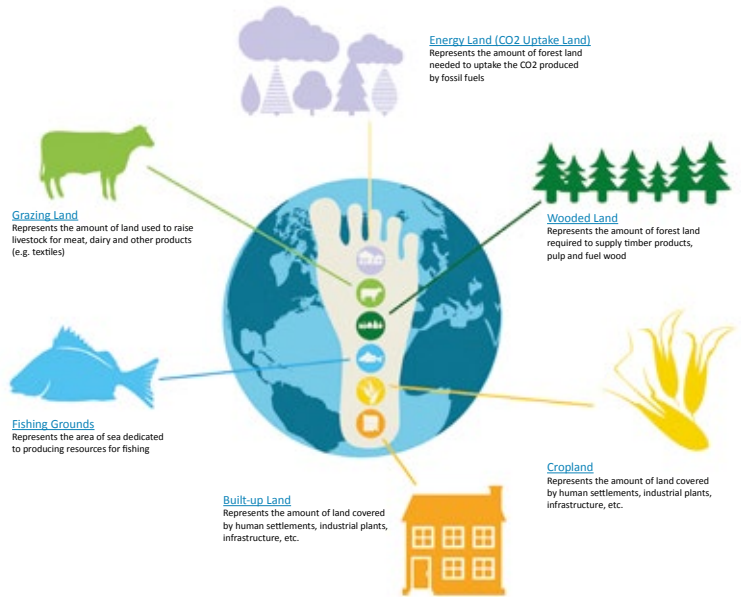 Energy Land (CO2 Uptake Land)
Represents the amount of forest land
needed to uptake the CO2 produced
by fossil fuels
Grazing Land
Represents the amount of land used to raise
livestock for meat, dairy and other products
(e.g. textiles)
Wooded Land
Represents the amount of forest land
required to supply timber products,
pulp and fuel wood
Fishing Grounds
Represents the area of sea dedicated
to producing resources for fishing
Cropland
Represents the amount of land covered
by human settlements, industrial plants,
infrastructure, etc.
Built-up Land
Represents the amount of land covered
by human settlements, industrial plants,
infrastructure, etc.